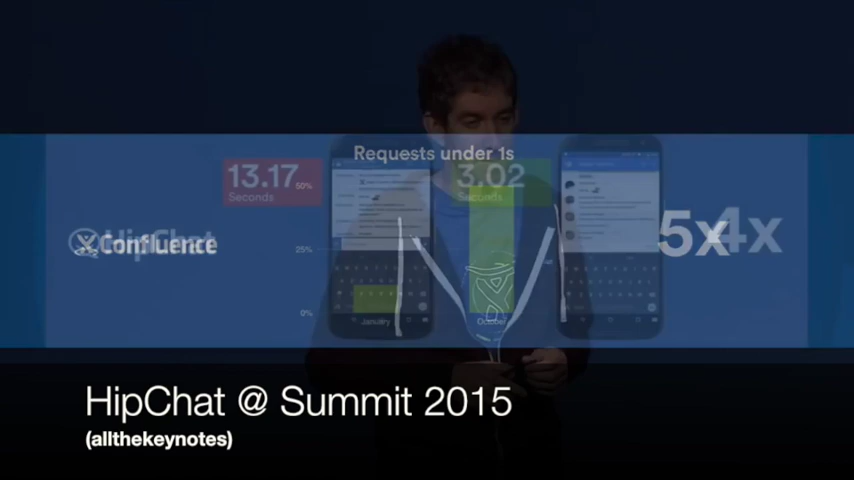 Requests under 1s
13.17
50%
3.02
Seconds
Seconds
HipChat
Confluence
5x
4x
25%
0%
January
October
HipChat @ Summit 2015
(allthekeynotes)